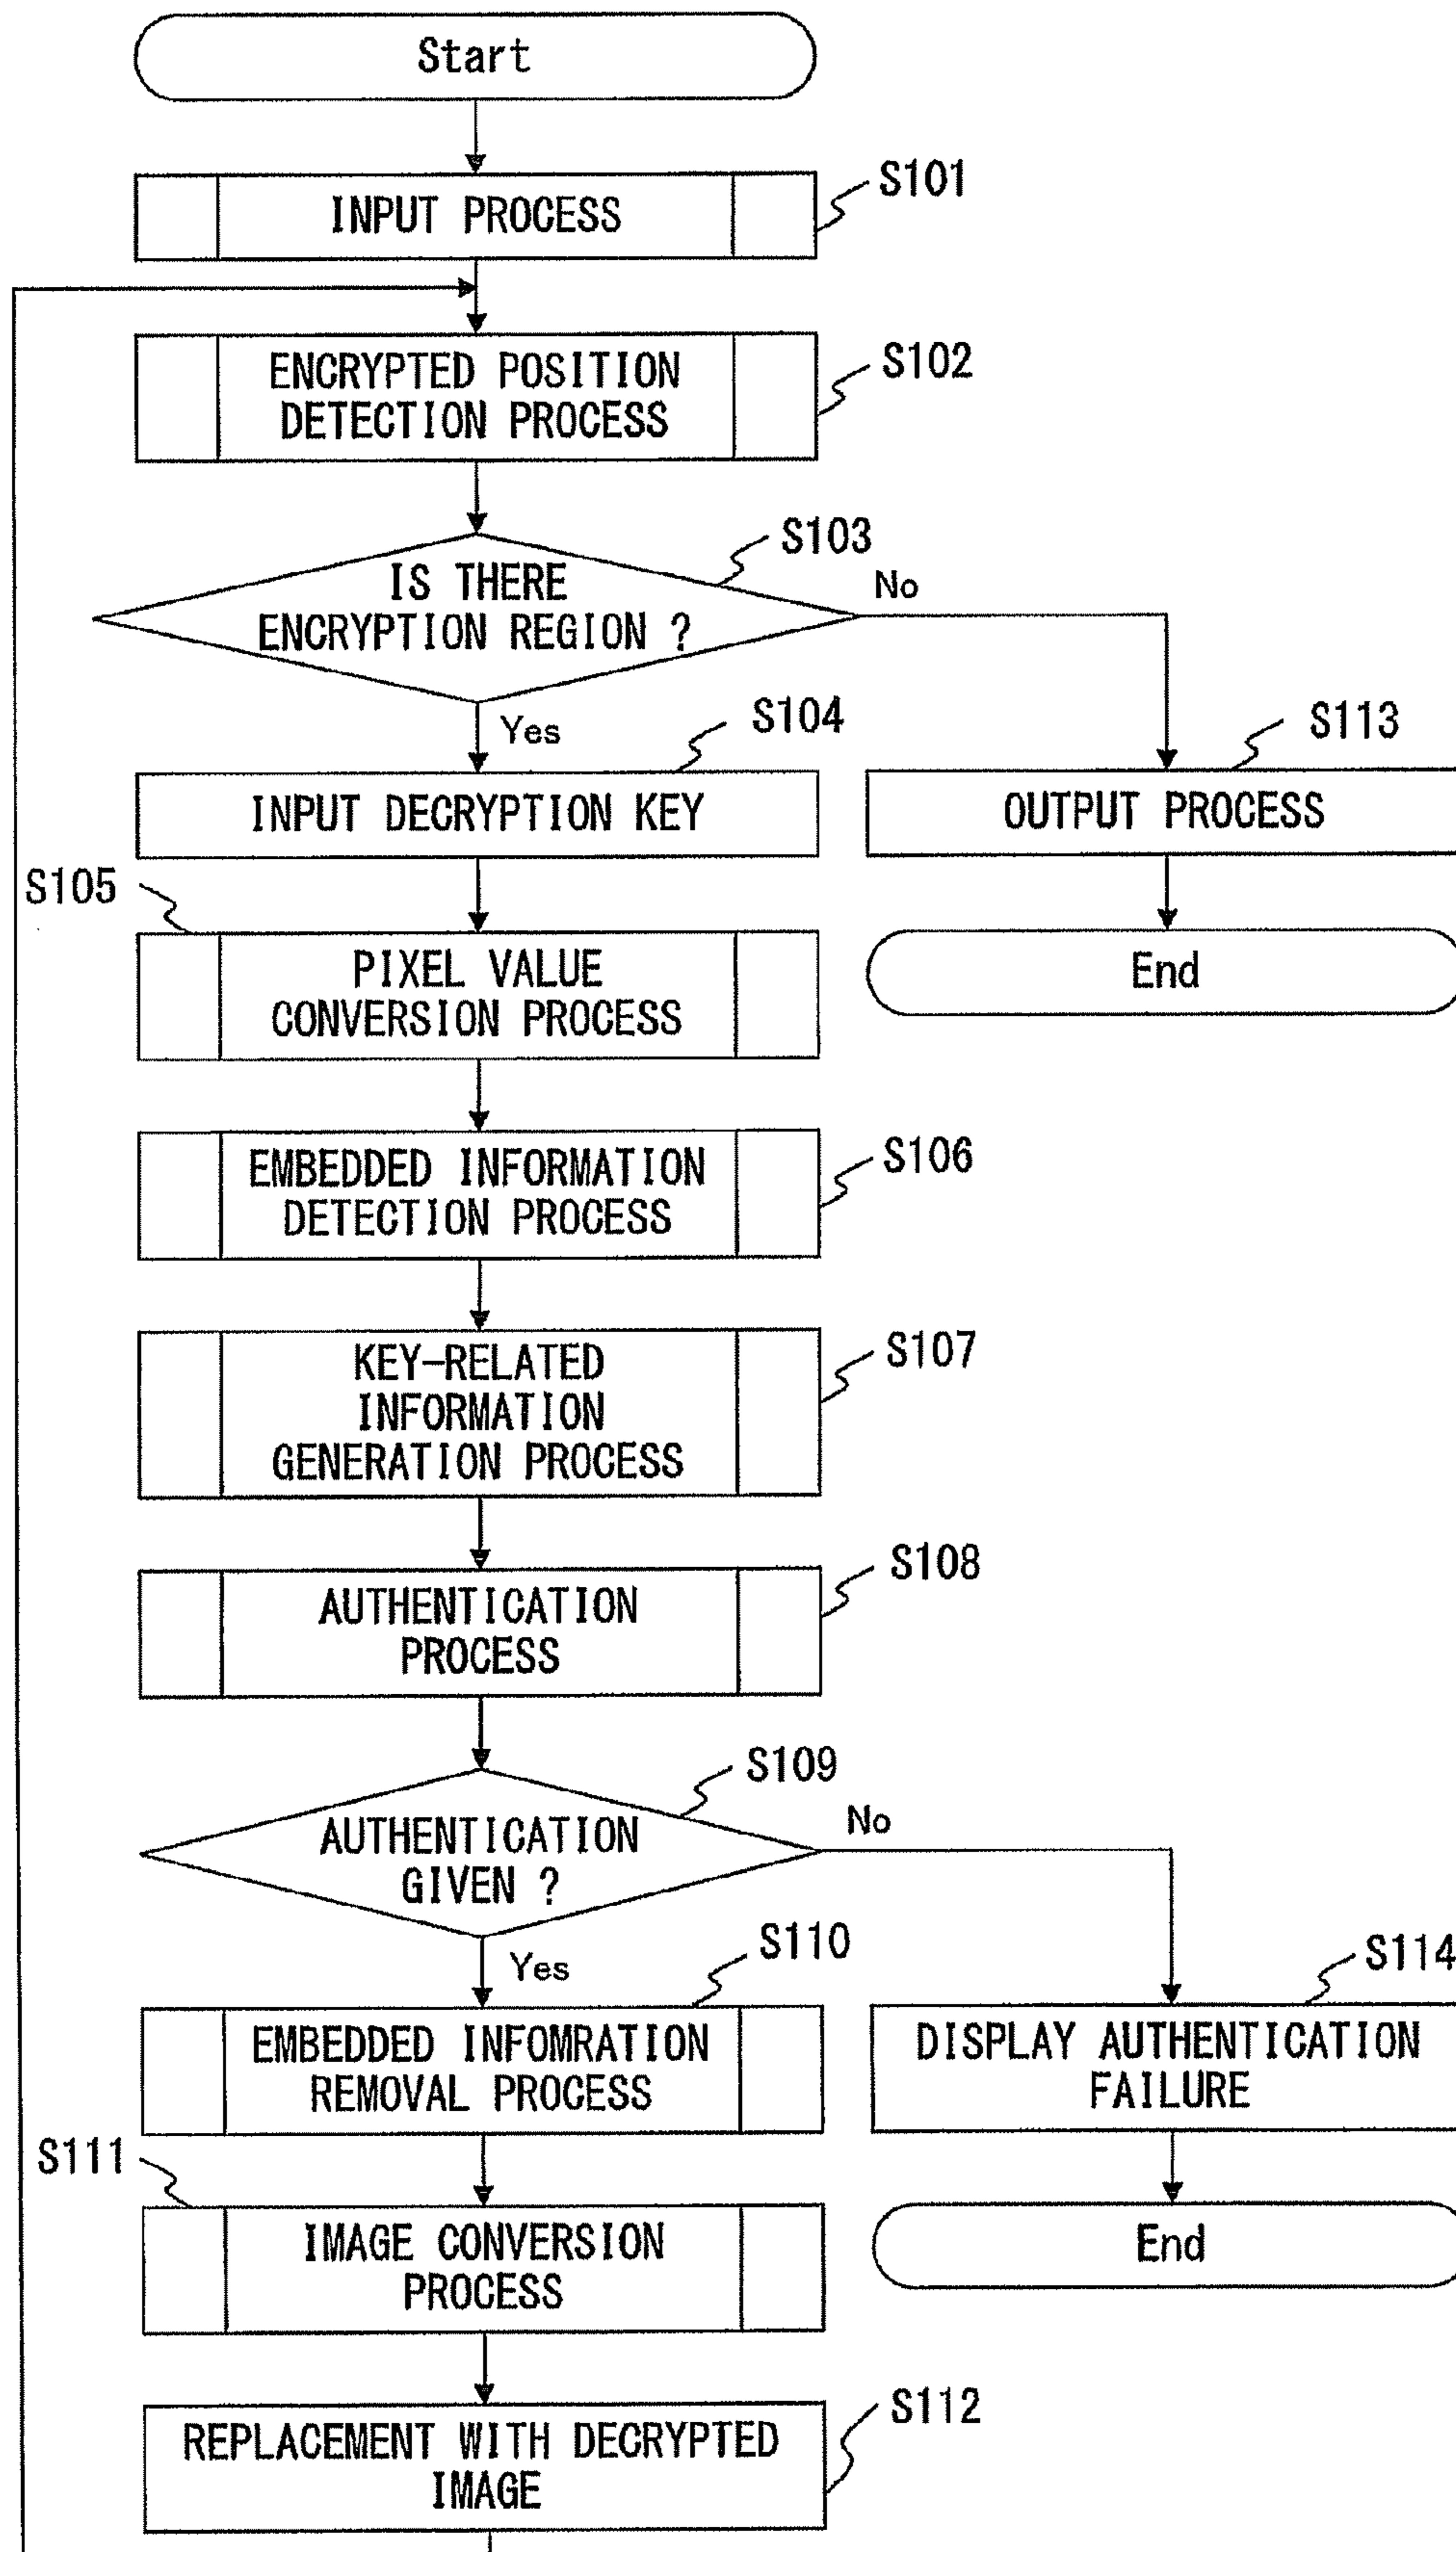 Start
INPUT PROCESS
S101
ENCRYPTED POSITION
DETECTION PROCESS
S102
S103
IS THERE
ENCRYPTION REGION ?
No
Yes
S104
S113
INPUT DECRYPTION KEY
OUTPUT PROCESS
S105
PIXEL VALUE
CONVERSION PROCESS
End
EMBEDDED INFORMATION
DETECTION PROCESS
S106
KEY-RELATED
INFORMATION
GENERATION PROCESS
S107
AUTHENTICATION
PROCESS
S108
S109
AUTHENTICATION
GIVEN ?
No
Yes
S110
S114
EMBEDDED INFOMRATION
REMOVAL PROCESS
DISPLAY AUTHENTICATION
FAILURE
S111
IMAGE CONVERSION
PROCESS
End
REPLACEMENT WITH DECRYPTED
IMAGE
S112